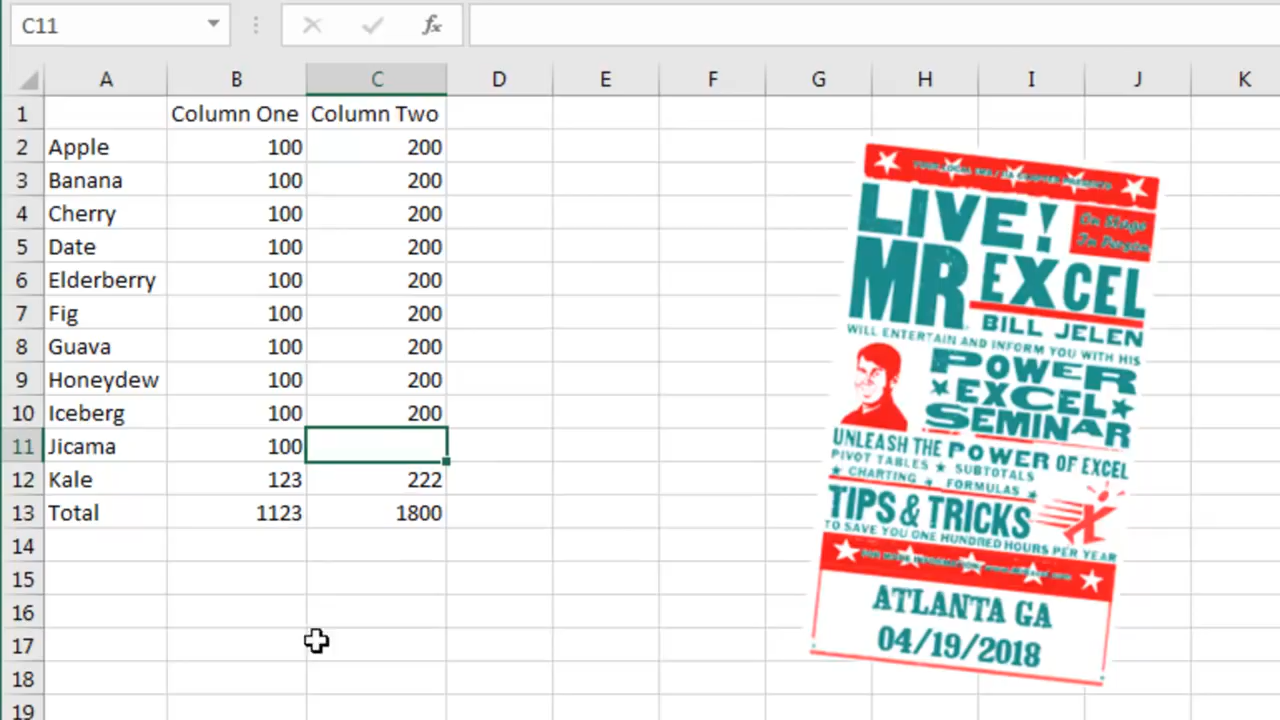 C11
fx
A B C D E F G H I J K
1 Column One Column Two
2 Apple 100 200
3 Banana 100 200
4 Cherry 100 200
5 Date 100 200
6 Elderberry 100 200
7 Fig 100 200
8 Guava 100 200
9 Honeydew 100 200
10 Iceberg 100 200
11 Jicama 100
12 Kale 123 222
13 Total 1123 1800
14
15
16
17
18
19
LIVE!
On Stage
In Person
MR EXCEL
BILL JELEN
WILL ENTERTAIN AND INFORM YOU WITH HIS
POWER
EXCEL
SEMINAR
UNLEASH THE POWER OF EXCEL
PIVOT TABLES ★ SUBTOTALS
★ CHARTING ★ FORMULAS ★
TIPS & TRICKS
TO SAVE YOU ONE HUNDRED HOURS PER YEAR
ATLANTA GA
04/19/2018